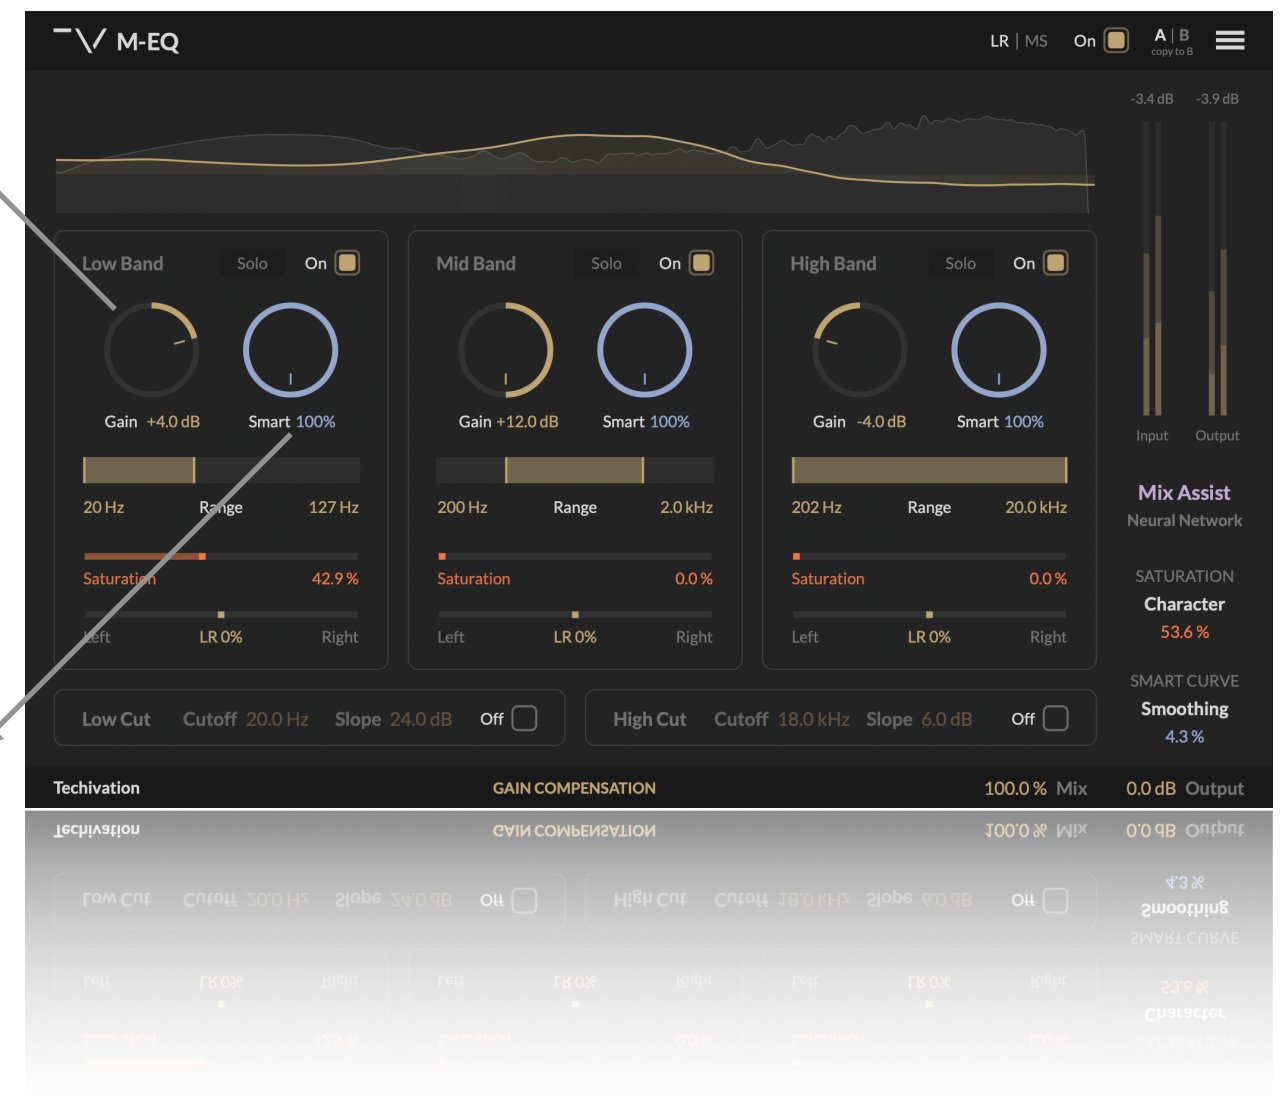 M-EQ
LR | MS
On
A | B
copy to B
-3.4 dB -3.9 dB
Low Band Solo On
Mid Band Solo On
High Band Solo On
Gain +4.0 dB Smart 100%
Gain +12.0 dB Smart 100%
Gain -4.0 dB Smart 100%
Input Output
20 Hz Range 127 Hz
200 Hz Range 2.0 kHz
202 Hz Range 20.0 kHz
Mix Assist
Neural Network
Saturation 42.9 %
Saturation 0.0 %
Saturation 0.0 %
SATURATION
Character
53.6 %
Left LR 0% Right
Left LR 0% Right
Left LR 0% Right
SMART CURVE
Smoothing
4.3 %
Low Cut Cutoff 20.0 Hz Slope 24.0 dB Off
High Cut Cutoff 18.0 kHz Slope 6.0 dB Off
Techivation GAIN COMPENSATION 100.0 % Mix 0.0 dB Output